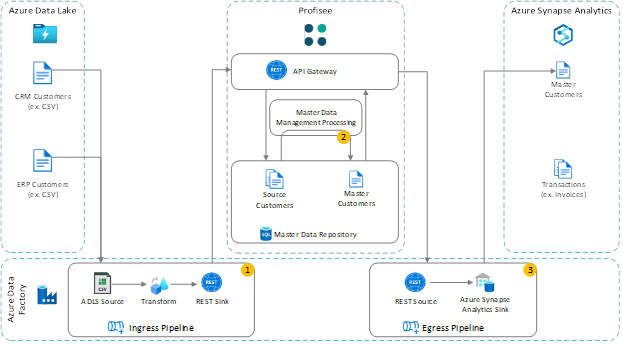 Azure Data Lake
Profisee
Azure Synapse Analytics
REST
API Gateway
CRM Customers
(ex. CSV)
Master
Customers
Master Data
Management Processing
2
ERP Customers
(ex. CSV)
Source
Customers
Master
Customers
Transactions
(ex. Invoices)
SQL
Master Data Repository
Azure Data
Factory
1
CSV
ADLS Source
Transform
REST
REST Sink
Ingress Pipeline
3
REST
REST Source
Azure Synapse
Analytics Sink
Egress Pipeline